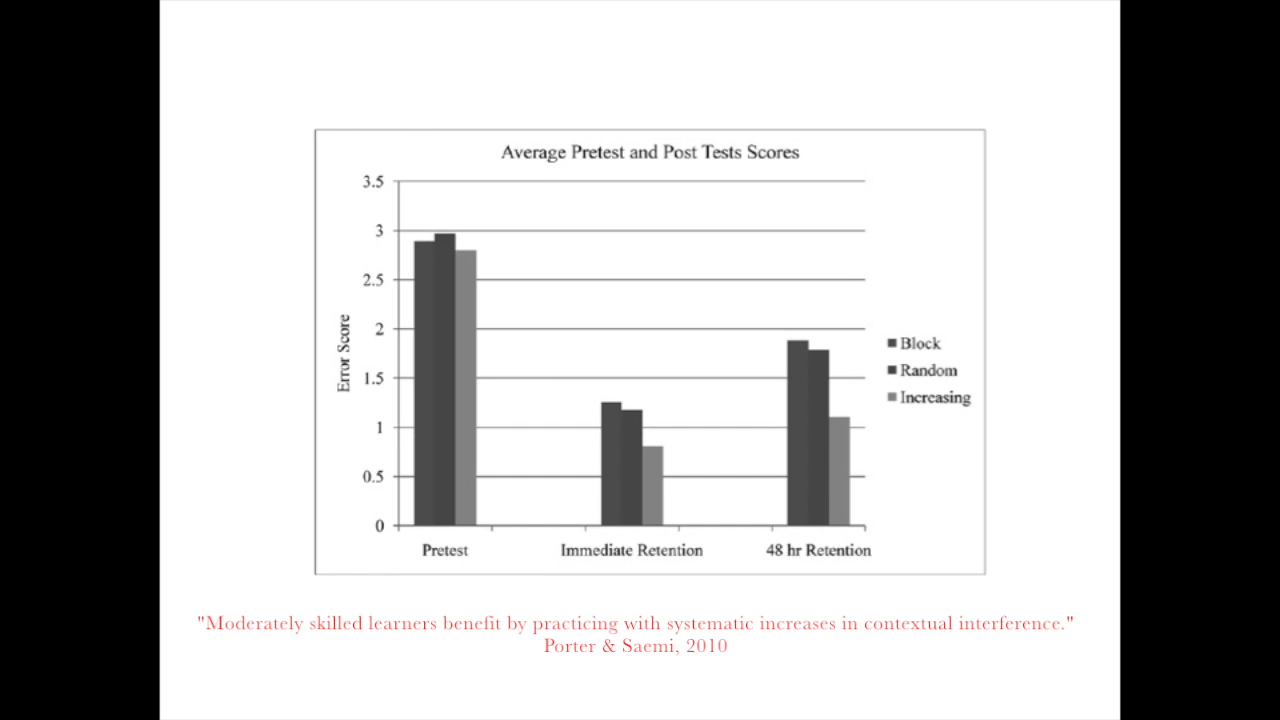 Average Pretest and Post Tests Scores
3.5
3
2.5
2
1.5
1
0.5
0
Error Score
Pretest
Immediate Retention
48 hr Retention
Block
Random
Increasing
"Moderately skilled learners benefit by practicing with systematic increases in contextual interference."
Porter & Saemi, 2010